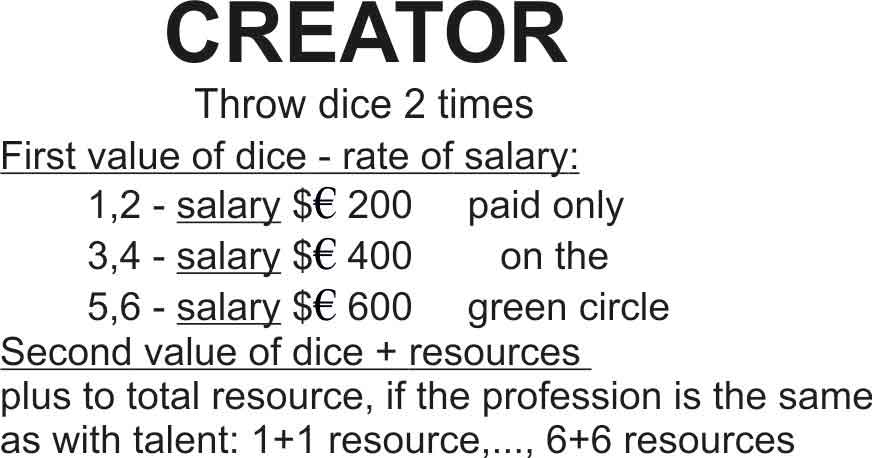 CREATOR
Throw dice 2 times
First value of dice - rate of salary:
1,2 - salary $€ 200 paid only
3,4 - salary $€ 400 on the
5,6 - salary $€ 600 green circle
Second value of dice + resources
plus to total resource, if the profession is the same
as with talent: 1+1 resource,..., 6+6 resources